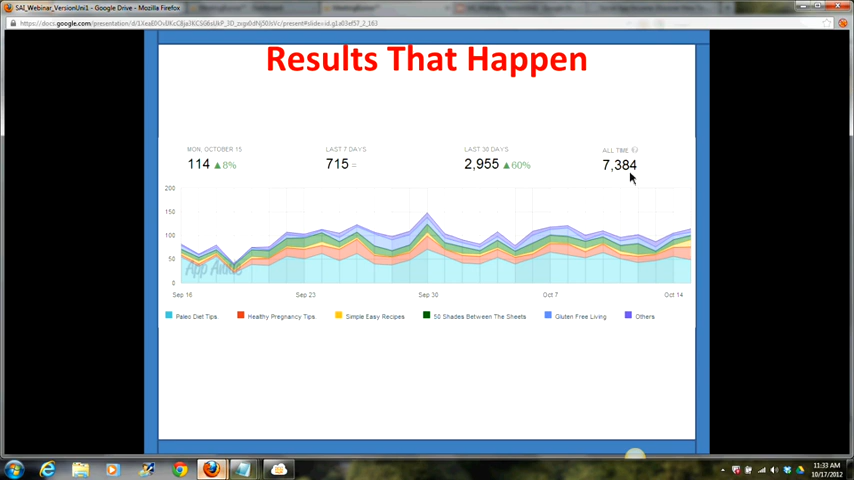 SAI_Webinar_VersionUni1 - Google Drive - Mozilla Firefox
Results That Happen
MON, OCTOBER 15
114 ▲8%
LAST 7 DAYS
715 =
LAST 30 DAYS
2,955 ▲60%
ALL TIME
7,384
200
150
100
50
0
Sep 16 Sep 23 Sep 30 Oct 7 Oct 14
Paleo Diet Tips Healthy Pregnancy Tips Simple Easy Recipes 50 Shades Between The Sheets Gluten Free Living Others
11:33 AM
10/17/2012